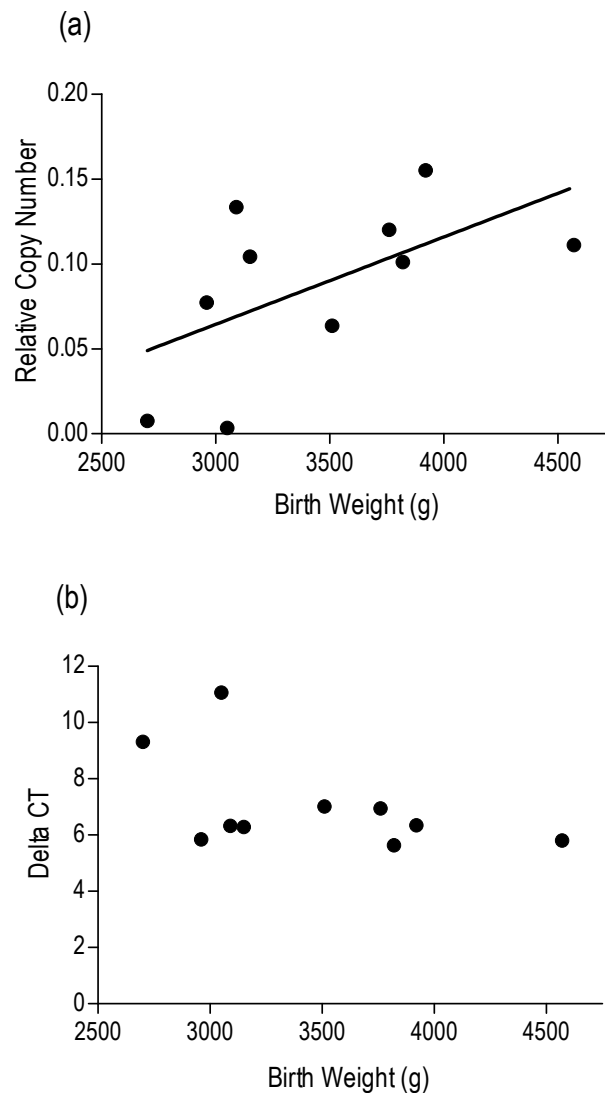 (a)
0.20
0.15
0.10
0.05
0.00
Relative Copy Number
2500 3000 3500 4000 4500
Birth Weight (g)
(b)
12
10
8
6
4
2
0
Delta CT
2500 3000 3500 4000 4500
Birth Weight (g)